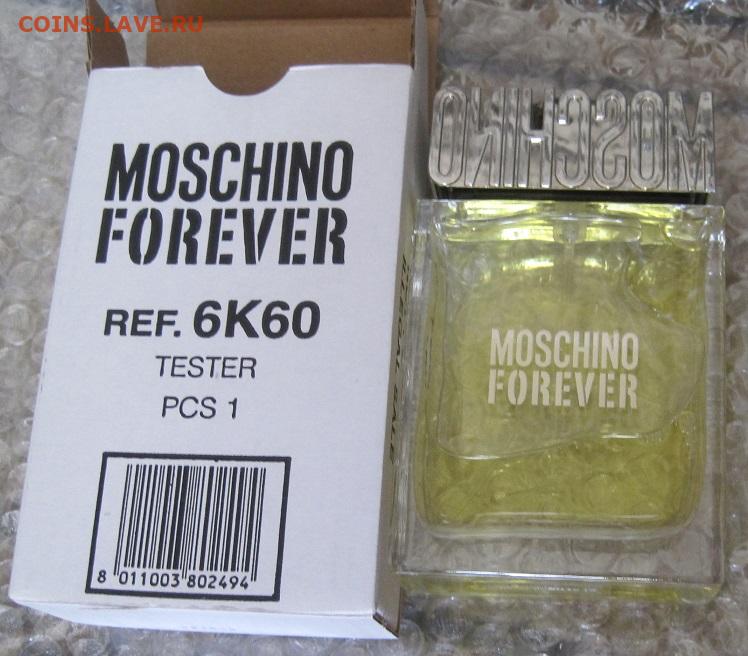 COINS.LAVE.RU
MOSCHINO
FOREVER
REF. 6K60
TESTER
PCS 1
8 011003 802494
MOSCHINO
MOSCHINO
FOREVER